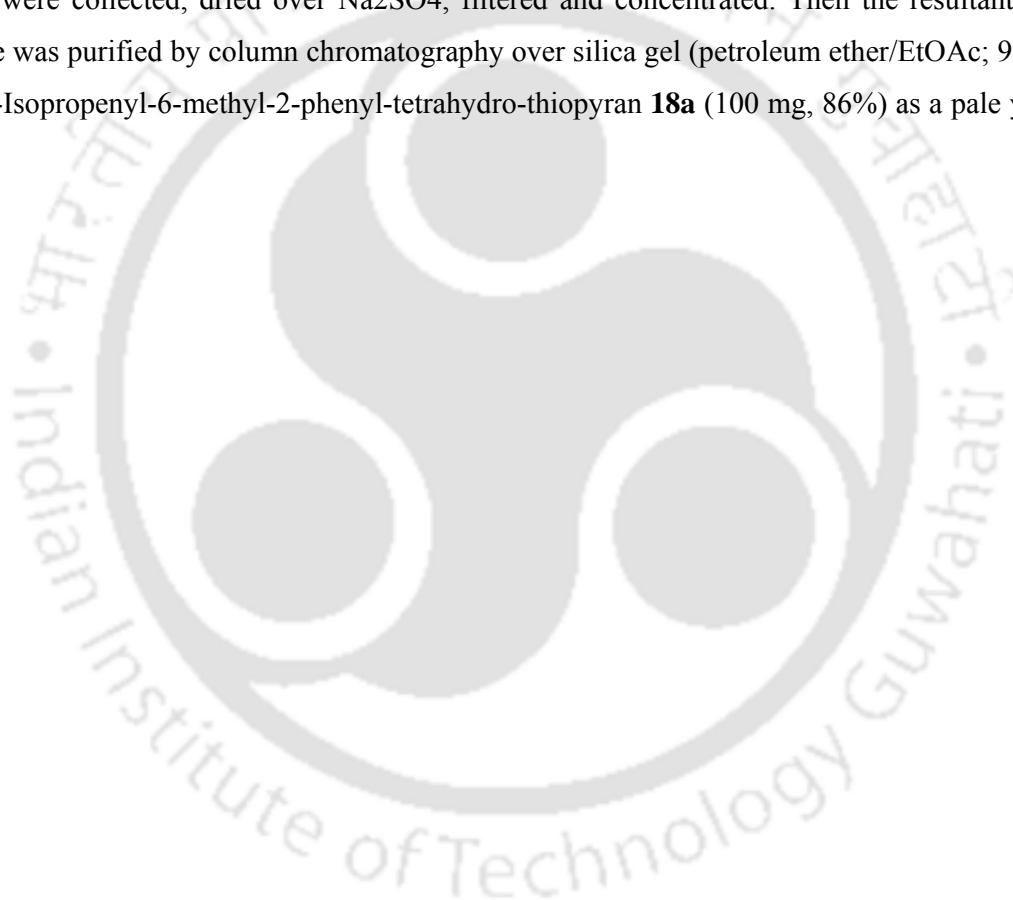 were collected, dried over Na2SO4, filtered and concentrated. Then the resultant
was purified by column chromatography over silica gel (petroleum ether/EtOAc; 9
-Isopropenyl-6-methyl-2-phenyl-tetrahydro-thiopyran 18a (100 mg, 86%) as a pale
Indian Institute of Technology Guwahati